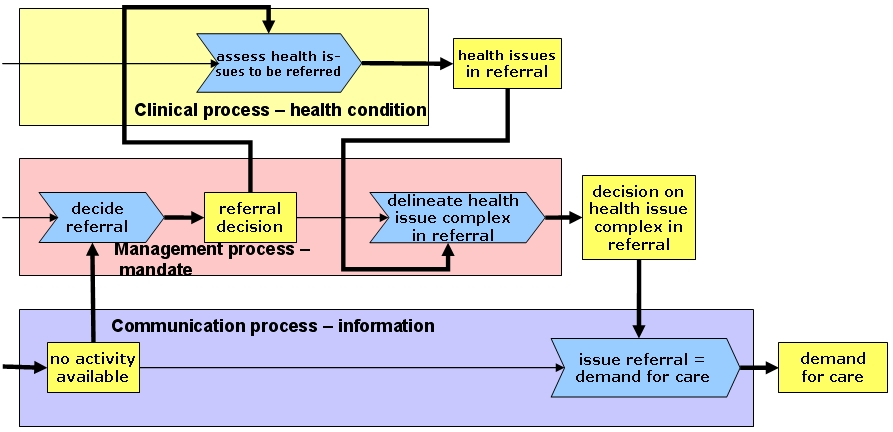 assess health is-
sues to be referred
health issues
in referral
Clinical process – health condition
decide
referral
referral
decision
delineate health
issue complex
in referral
decision on
health issue
complex in
referral
Management process –
mandate
Communication process – information
no activity
available
issue referral =
demand for care
demand
for care